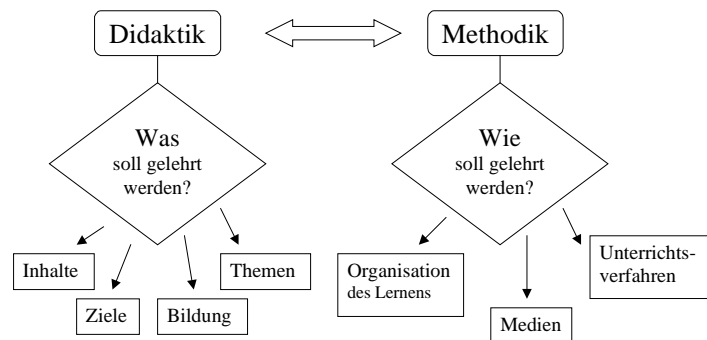 Didaktik
Methodik
Was
soll gelehrt
werden?
Wie
soll gelehrt
werden?
Inhalte
Ziele
Bildung
Themen
Organisation
des Lernens
Medien
Unterrichts-
verfahren